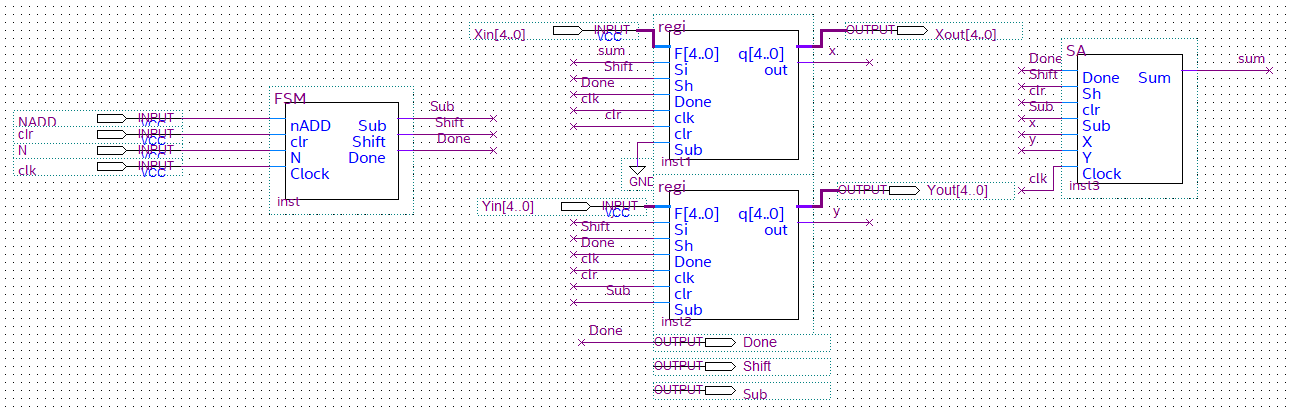 FSM
NADD
INPUT
VCC
clr
INPUT
VCC
N
INPUT
VCC
clk
INPUT
VCC
nADD
clr
N
Clock
Sub
Shift
Done
inst
Sub
Shift
Done
Xin[4..0]
INPUT
VCC
sum
Shift
Done
clk
clr
GND
regi
F[4..0]
Si
Sh
Done
clk
clr
Sub
q[4..0]
out
inst1
OUTPUT
Xout[4..0]
x
Yin[4..0]
INPUT
VCC
Shift
Done
clk
clr
Sub
regi
F[4..0]
Si
Sh
Done
clk
clr
Sub
q[4..0]
out
inst2
OUTPUT
Yout[4..0]
y
Done
OUTPUT
Done
OUTPUT
Shift
OUTPUT
Sub
SA
Done
Shift
clr
Sub
x
y
clk
Done
Sh
clr
Sub
X
Y
Clock
Sum
inst3
sum